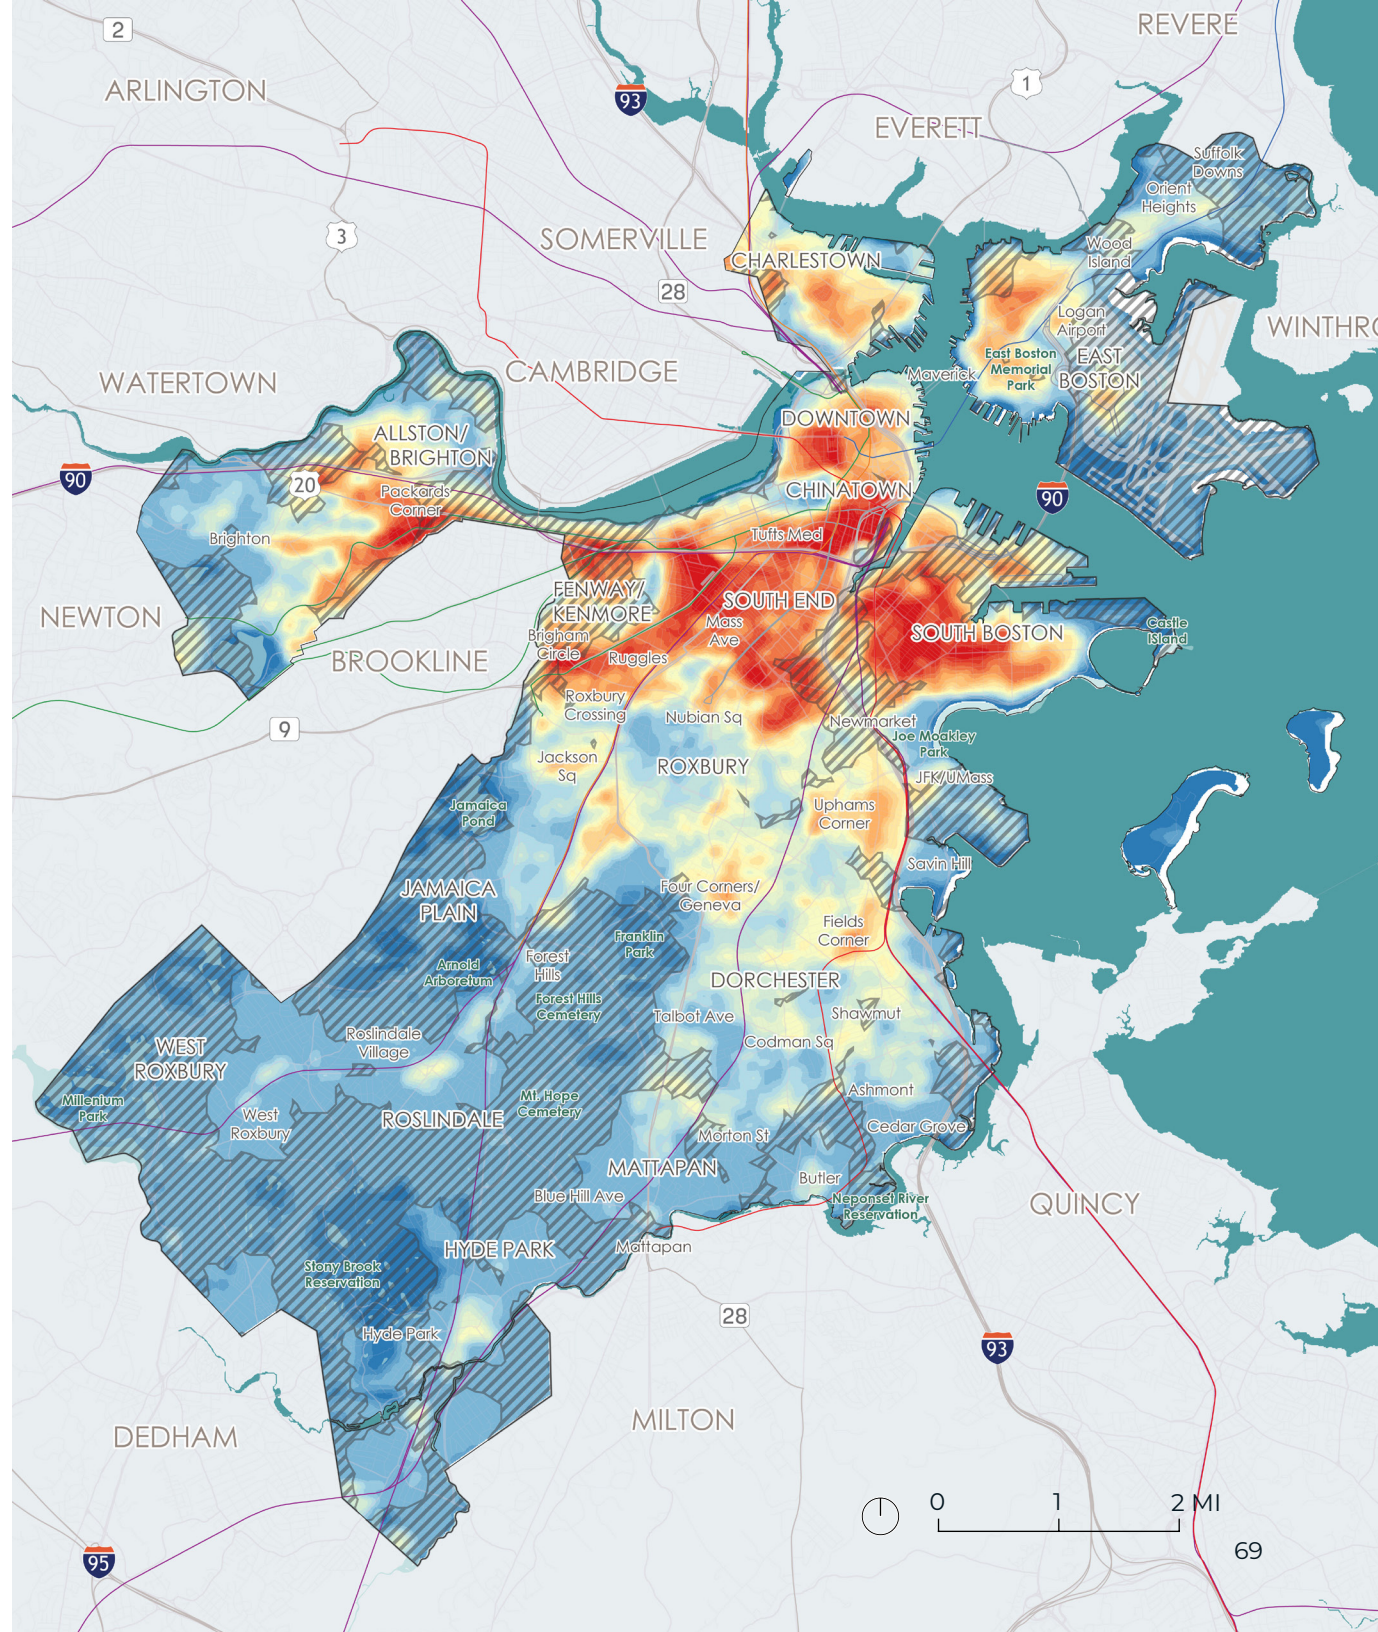 REVERE
2
ARLINGTON
93
1
EVERETT
Suffolk
Downs
Orient
Heights
3
SOMERVILLE
Wood
Island
CHARLESTOWN
28
Logan
Airport
WINTHRO
East Boston
Memorial
Park
EAST
BOSTON
CAMBRIDGE
Maverick
WATERTOWN
DOWNTOWN
ALLSTON/
BRIGHTON
90
20
Packards
Corner
CHINATOWN
90
Brighton
Tufts Med
FENWAY/
KENMORE
SOUTH END
NEWTON
Mass
Ave
Castle
ISland
SOUTH BOSTON
Brigham
Circle
BROOKLINE
Ruggles
Roxbury
Crossing
Nubian Sq
Newmarket
9
Joe Moakley
Park
Jackson
Sq
ROXBURY
JFK/UMass
Jamaica
Pond
Uphams
Corner
Savin Hill
JAMAICA
PLAIN
Four Corners/
Geneva
Fields
Corner
Franklin
Park
Forest
Hills
Arnold
Arboretum
DORCHESTER
Forest Hills
Cemetery
Talbot Ave
Shawmut
Roslindale
Village
Codman Sq
WEST
ROXBURY
Ashmont
Millenium
Park
Mt. Hope
Cemetery
West
Roxbury
ROSLINDALE
Cedar Grove
Morton St
MATTAPAN
Butler
Blue Hill Ave
Neponset River
Reservation
QUINCY
HYDE PARK
Mattapan
Stony Brook
Reservation
28
Hyde Park
93
DEDHAM
MILTON
0 1 2 MI
69
95